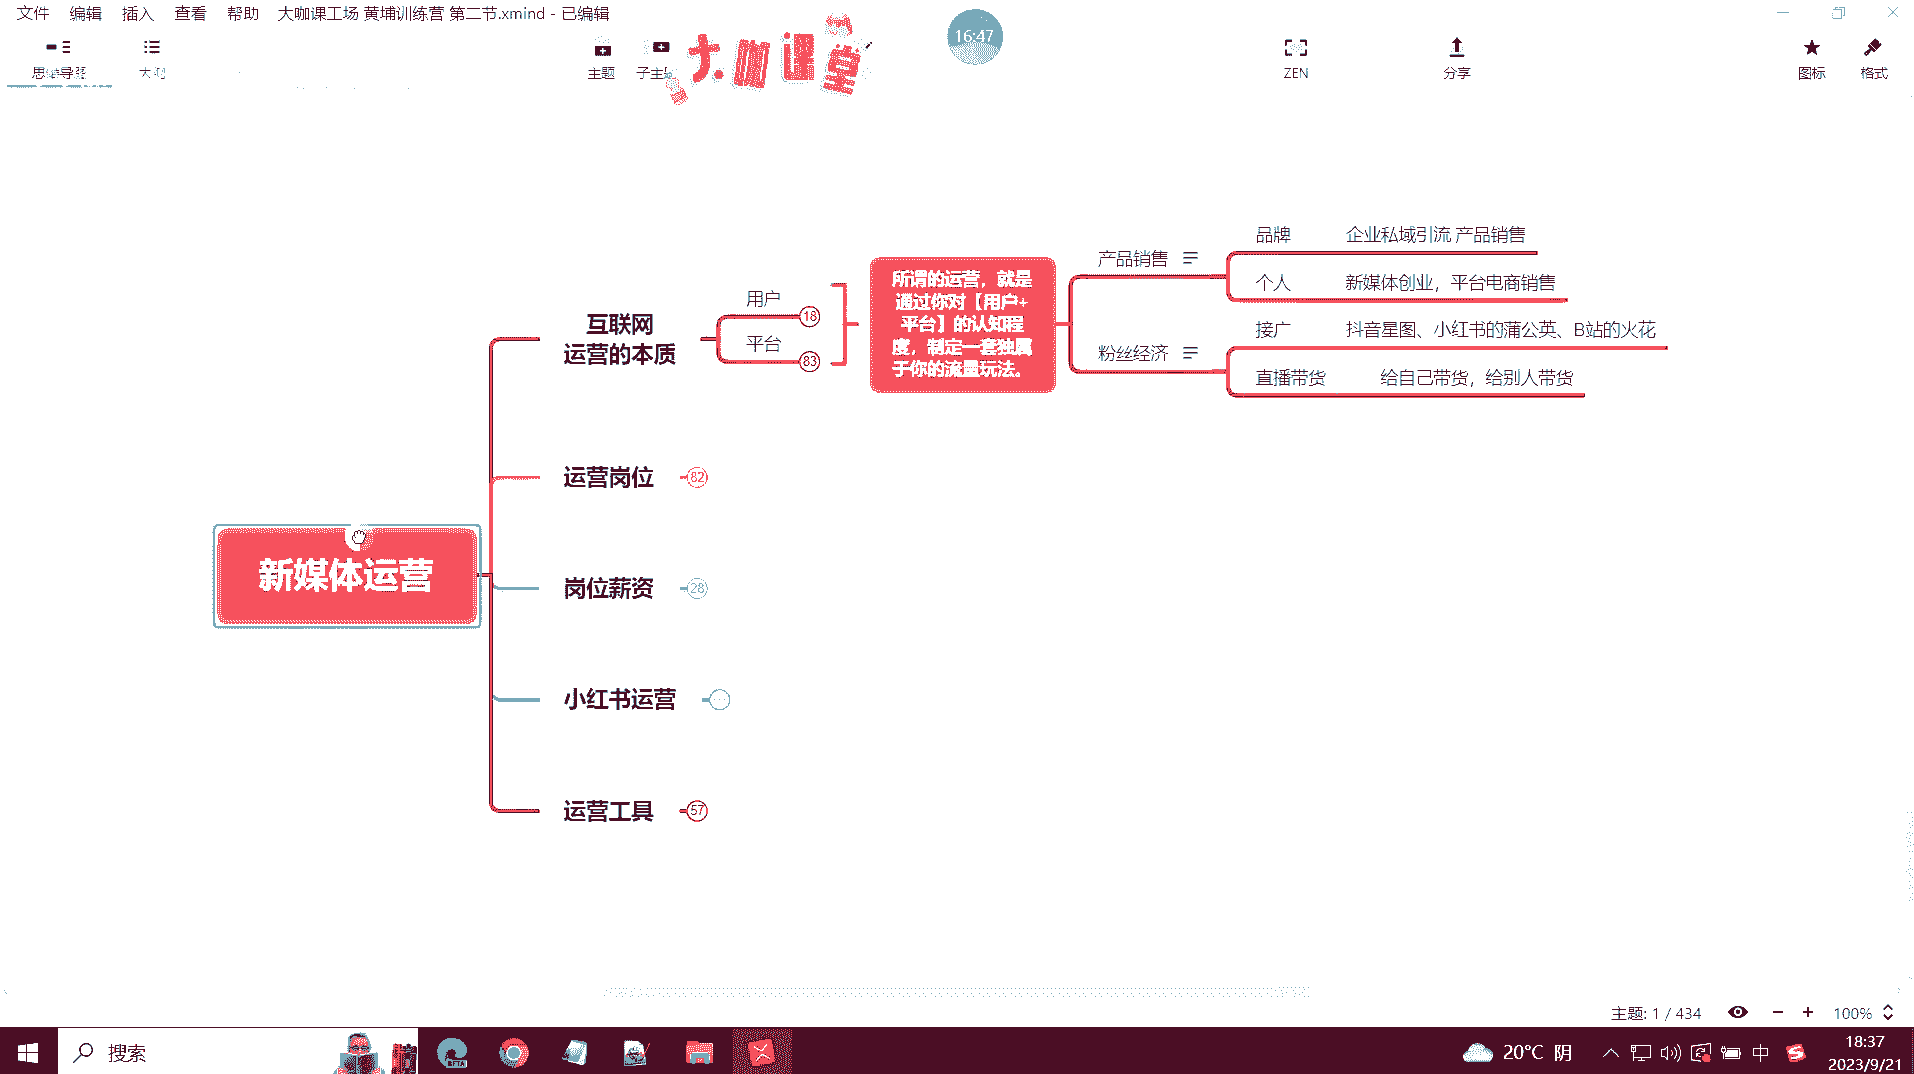 文件 编辑 插入 查看 帮助 大咖课工场 黄埔训练营 第二节.xmind - 已编辑
思维导图
主题
大咖课堂
16:47
ZEN
分享
图标
格式
新媒体运营
互联网
运营的本质
用户
18
平台
83
所谓的运营，就是
通过你对【用户+
平台】的认知程
度，制定一套独属
于你的流量玩法。
产品销售
品牌 企业私域引流 产品销售
个人 新媒体创业，平台电商销售
粉丝经济
接广 抖音星图、小红书的蒲公英、B站的火花
直播带货 给自己带货，给别人带货
运营岗位
82
岗位薪资
28
小红书运营
运营工具
57
主题: 1 / 434
100%
搜索
BETA
20°C 阴
中
18:37
2023/9/21